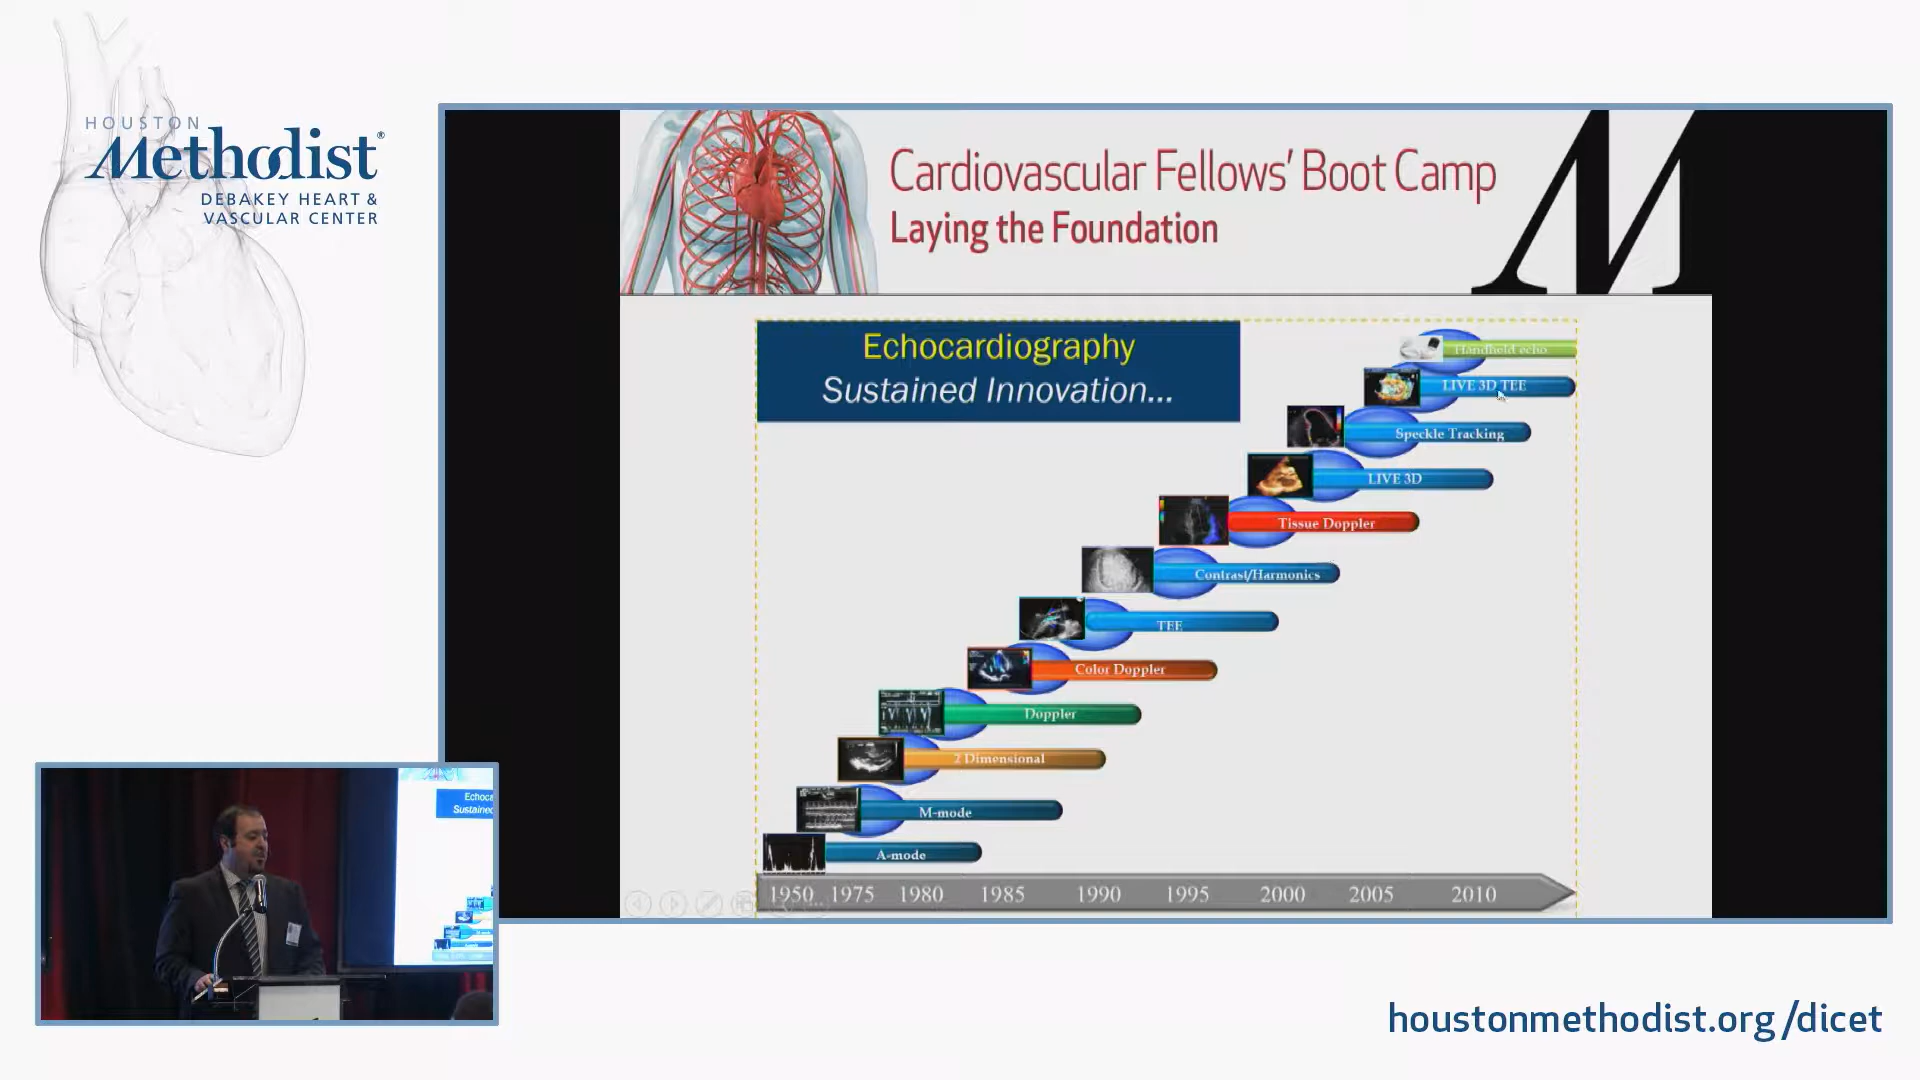 HOUSTON
Methodist®
DEBAKEY HEART &
VASCULAR CENTER
Cardiovascular Fellows' Boot Camp
Laying the Foundation
M
Echocardiography
Sustained Innovation...
Handheld echo
LIVE 3D TEE
Speckle Tracking
LIVE 3D
Tissue Doppler
Contrast/Harmonics
TEE
Color Doppler
Doppler
2 Dimensional
M-mode
A-mode
1950 1975 1980 1985 1990 1995 2000 2005 2010
Echoca
Sustained
houstonmethodist.org/dicet